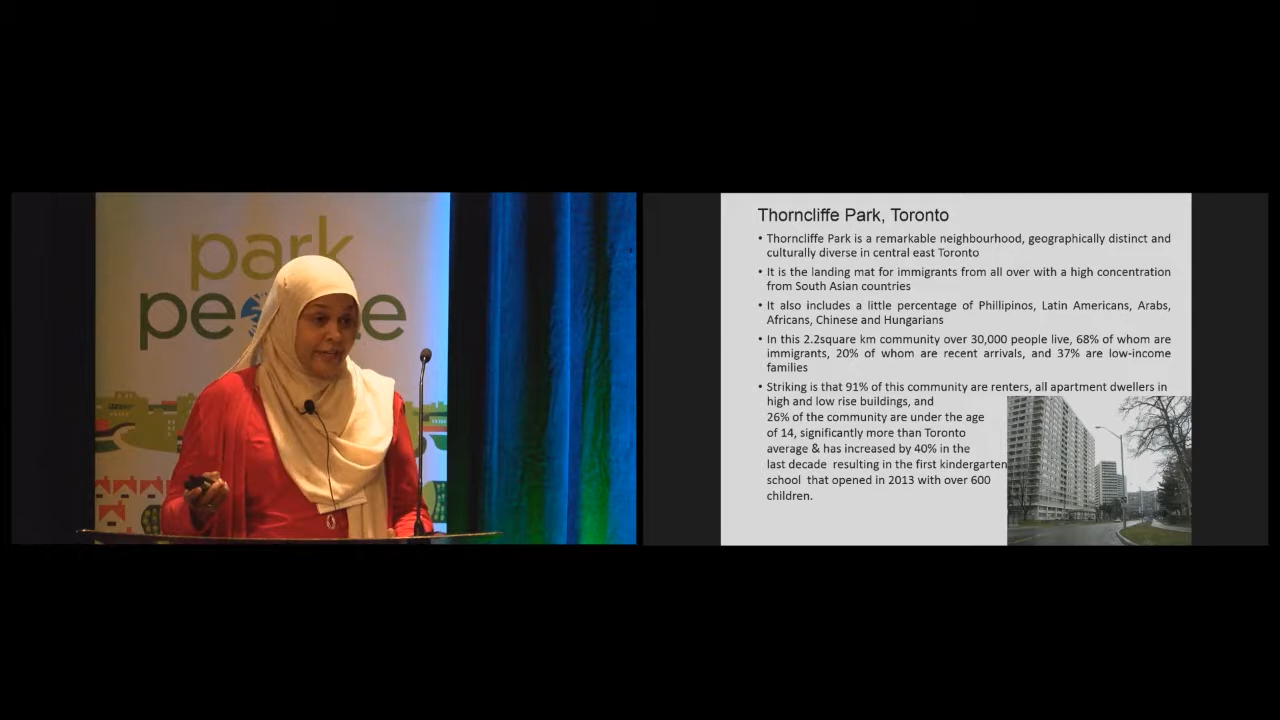 park
pe
e
Thorncliffe Park, Toronto
• Thorncliffe Park is a remarkable neighbourhood, geographically distinct and
culturally diverse in central east Toronto
• It is the landing mat for immigrants from all over with a high concentration
from South Asian countries
• It also includes a little percentage of Phillipinos, Latin Americans, Arabs,
Africans, Chinese and Hungarians
• In this 2.2square km community over 30,000 people live, 68% of whom are
immigrants, 20% of whom are recent arrivals, and 37% are low-income
families
• Striking is that 91% of this community are renters, all apartment dwellers in
high and low rise buildings, and
26% of the community are under the age
of 14, significantly more than Toronto
average & has increased by 40% in the
last decade resulting in the first kindergarten
school that opened in 2013 with over 600
children.